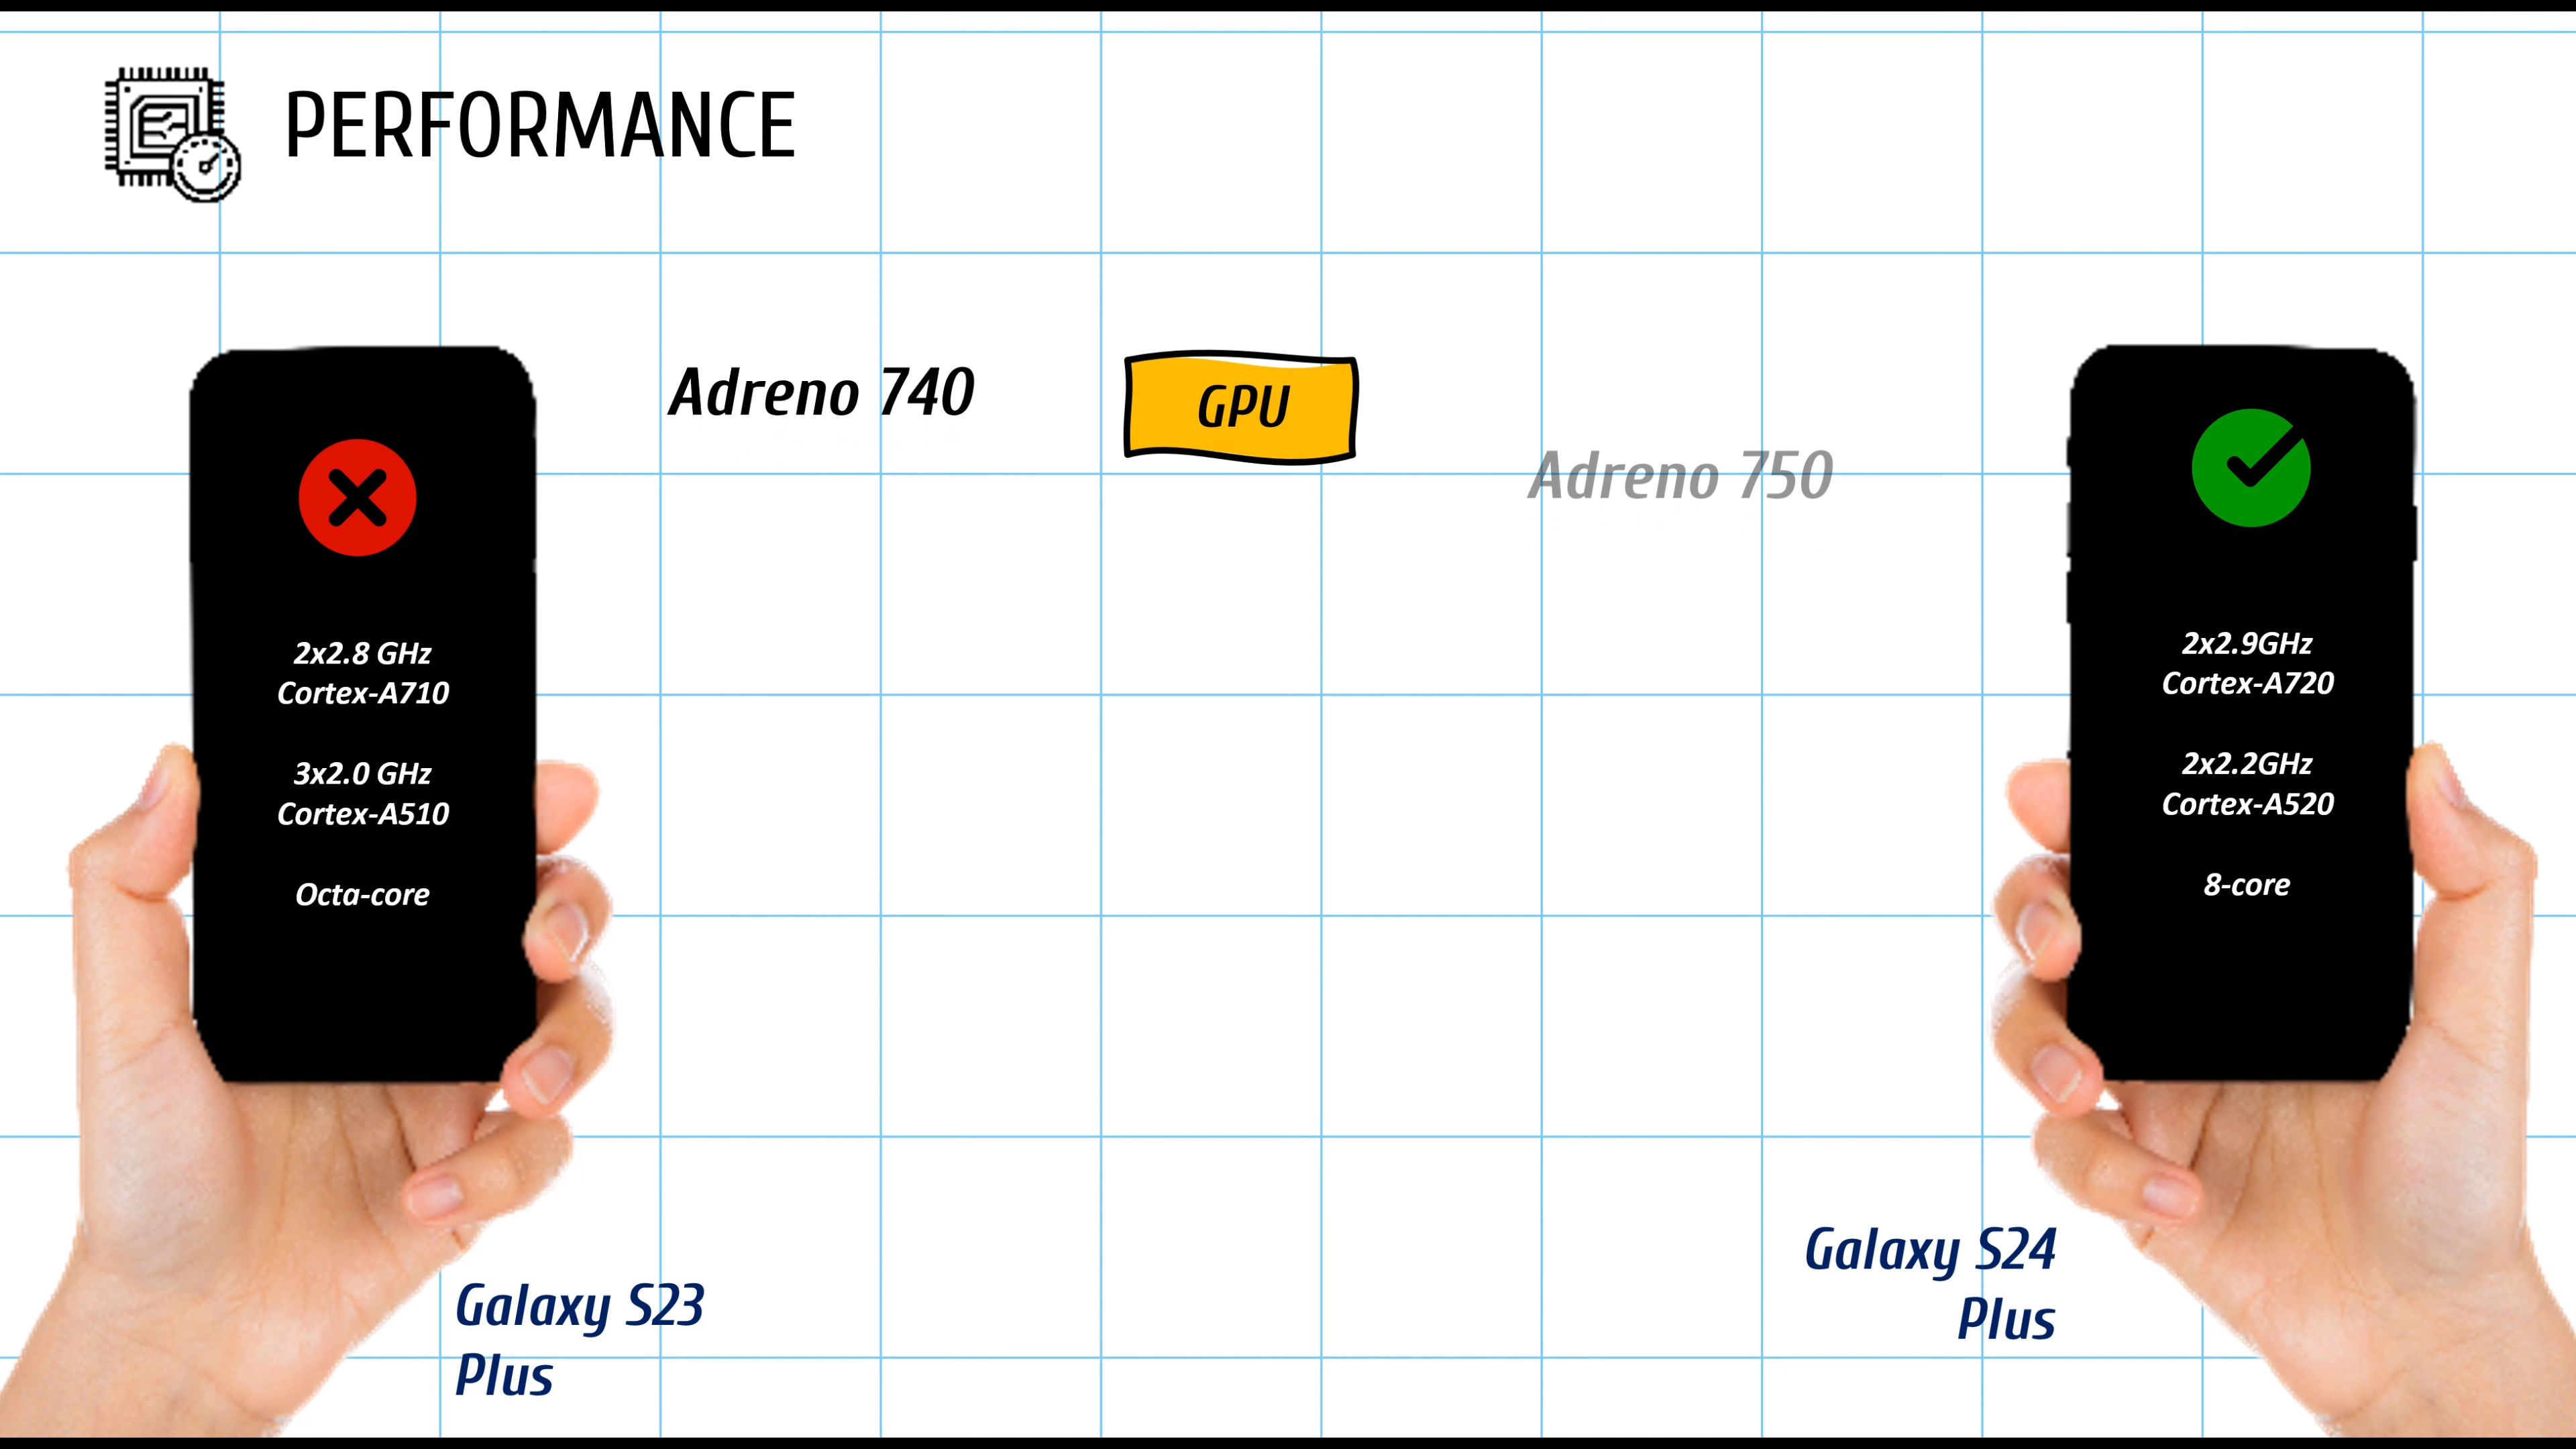 PERFORMANCE
Adreno 740
GPU
Adreno 750
2x2.8 GHz
Cortex-A710
3x2.0 GHz
Cortex-A510
Octa-core
2x2.9GHz
Cortex-A720
2x2.2GHz
Cortex-A520
8-core
Galaxy S23
Plus
Galaxy S24
Plus